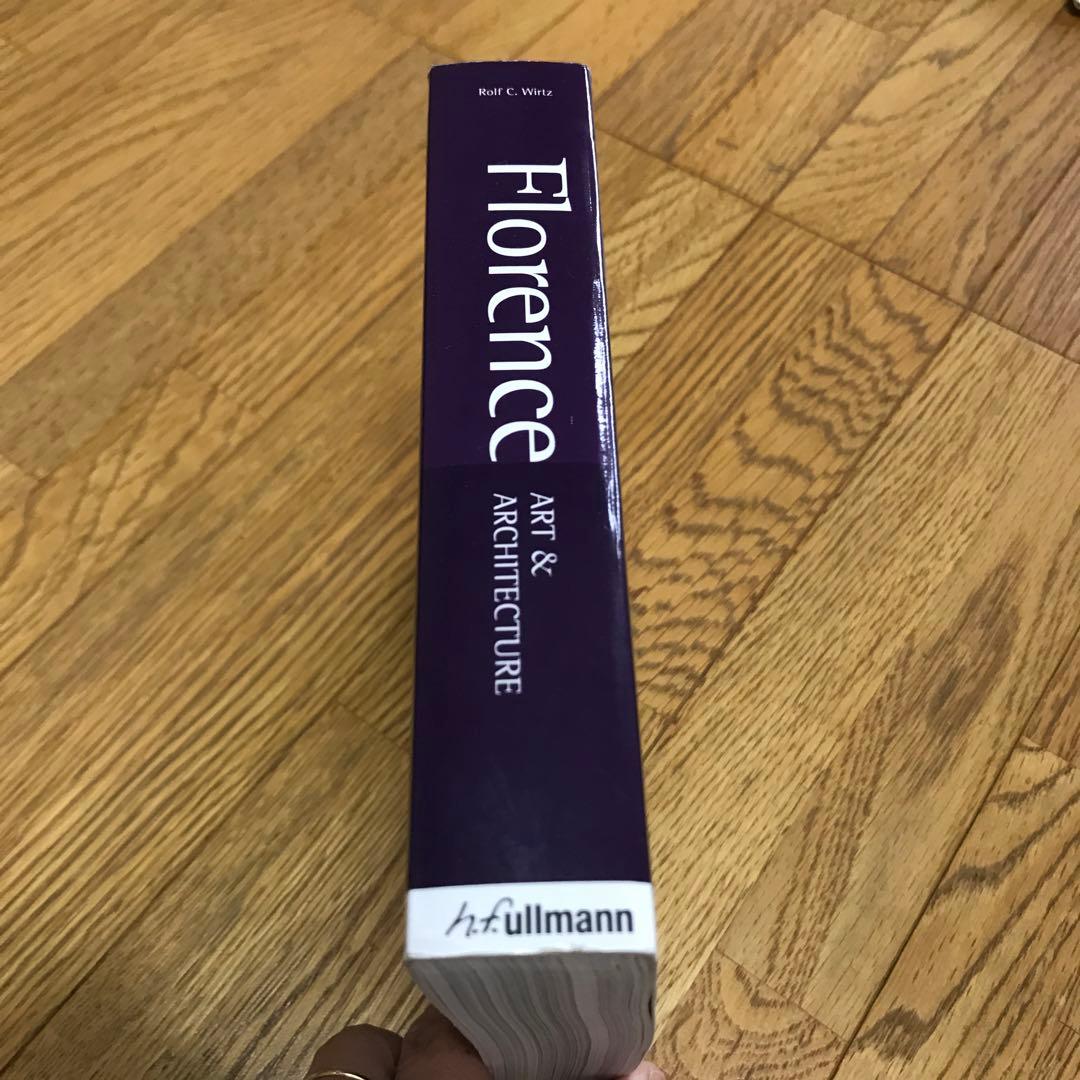 Rolf C. Wirtz
Florence
ART &
ARCHITECTURE
h.f.ullmann